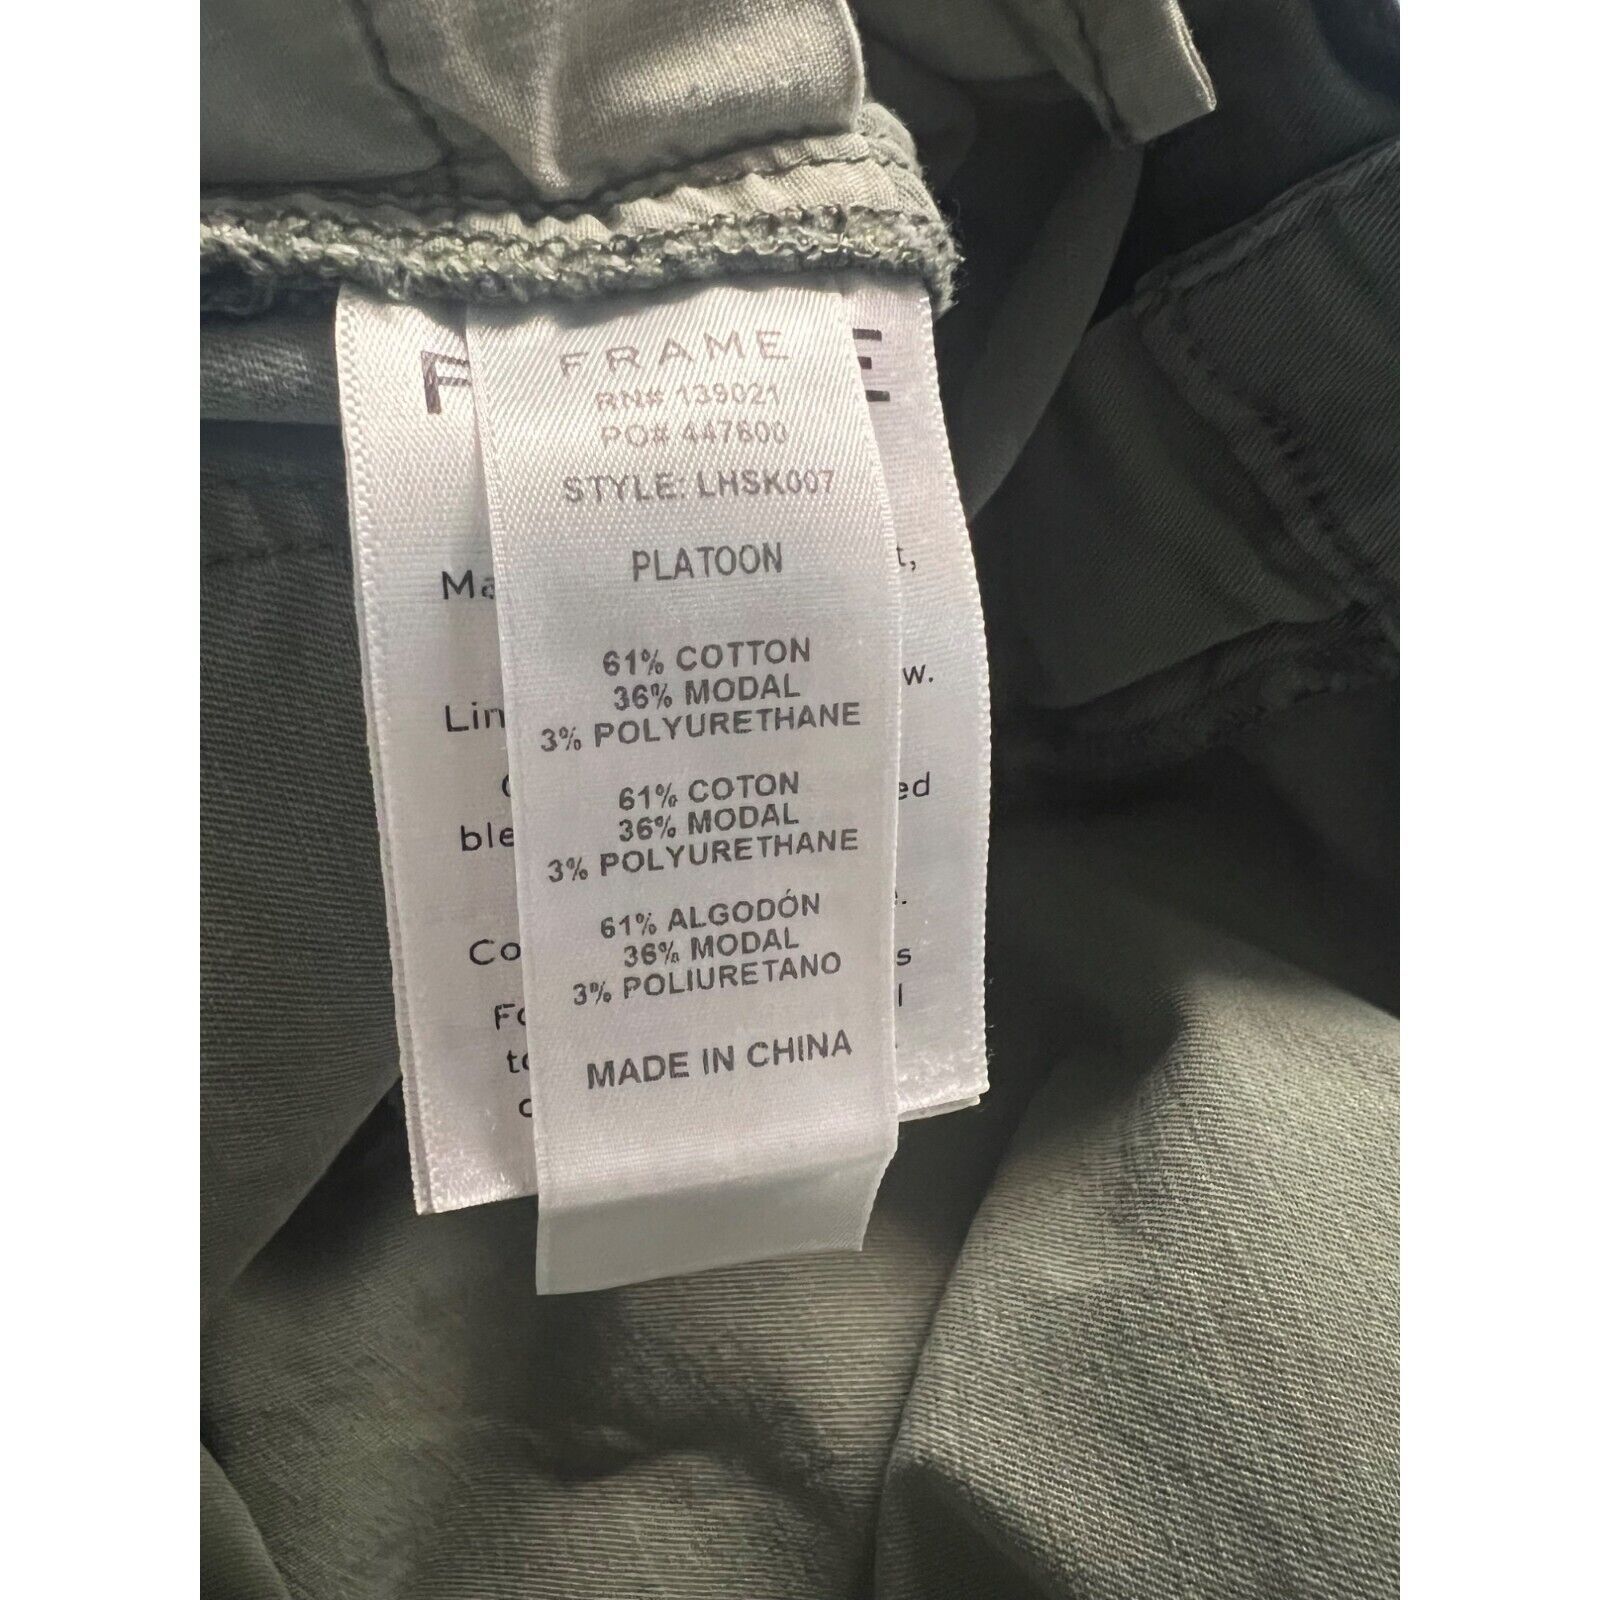 FRAME
RN# 139021
PO# 447600
STYLE: LHSK007
PLATOON
61% COTTON
36% MODAL
3% POLYURETHANE
61% COTON
36% MODAL
3% POLYURETHANE
61% ALGODÓN
36% MODAL
3% POLIURETANO
MADE IN CHINA